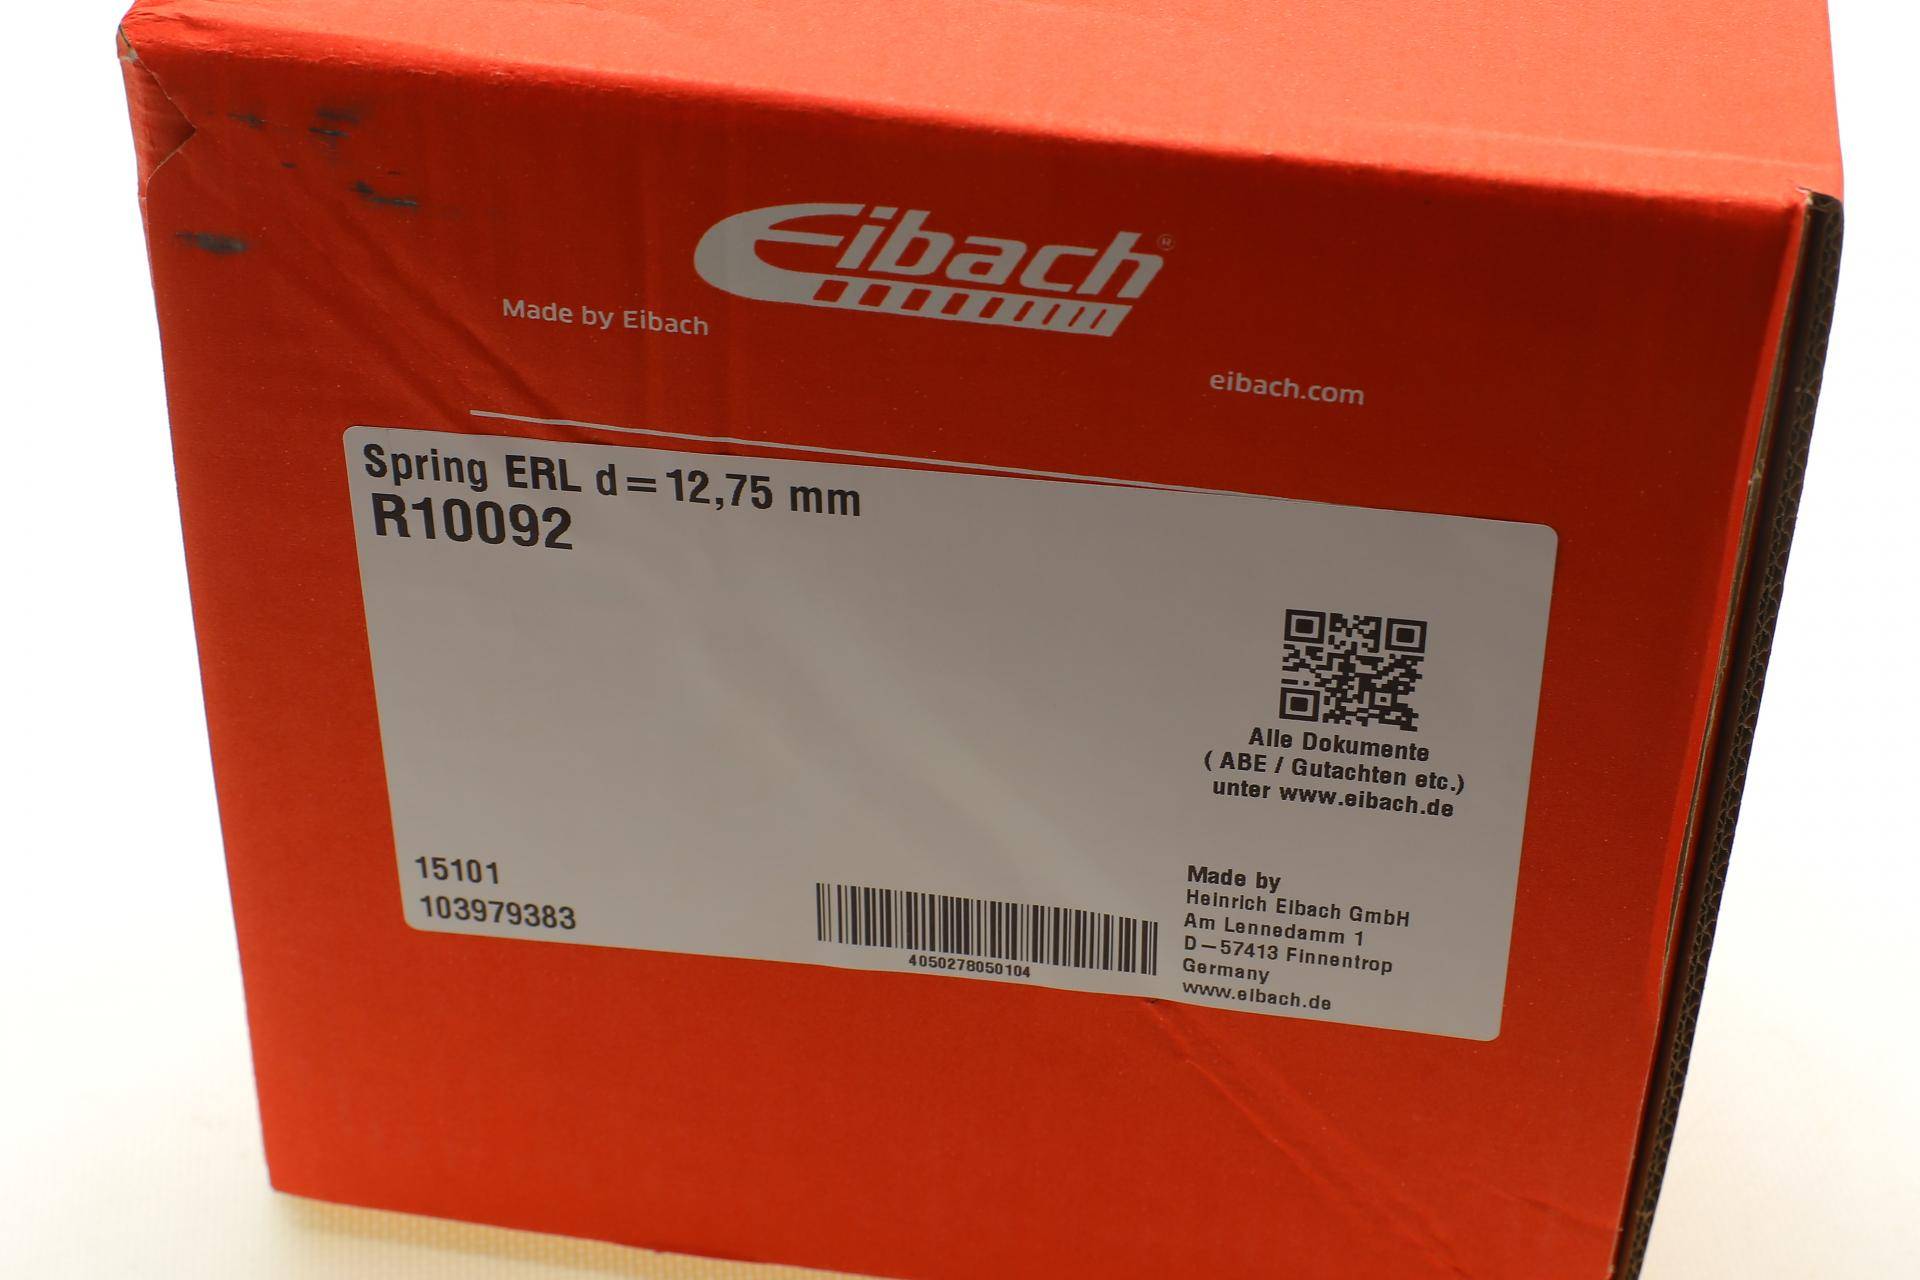 Eibach®
Made by Eibach
eibach.com
Spring ERL d=12,75 mm
R10092
Alle Dokumente
( ABE / Gutachten etc.)
unter www.eibach.de
15101
103979383
4050278050104
Made by
Heinrich Eibach GmbH
Am Lennedamm 1
D-57413 Finnentrop
Germany
www.eibach.de